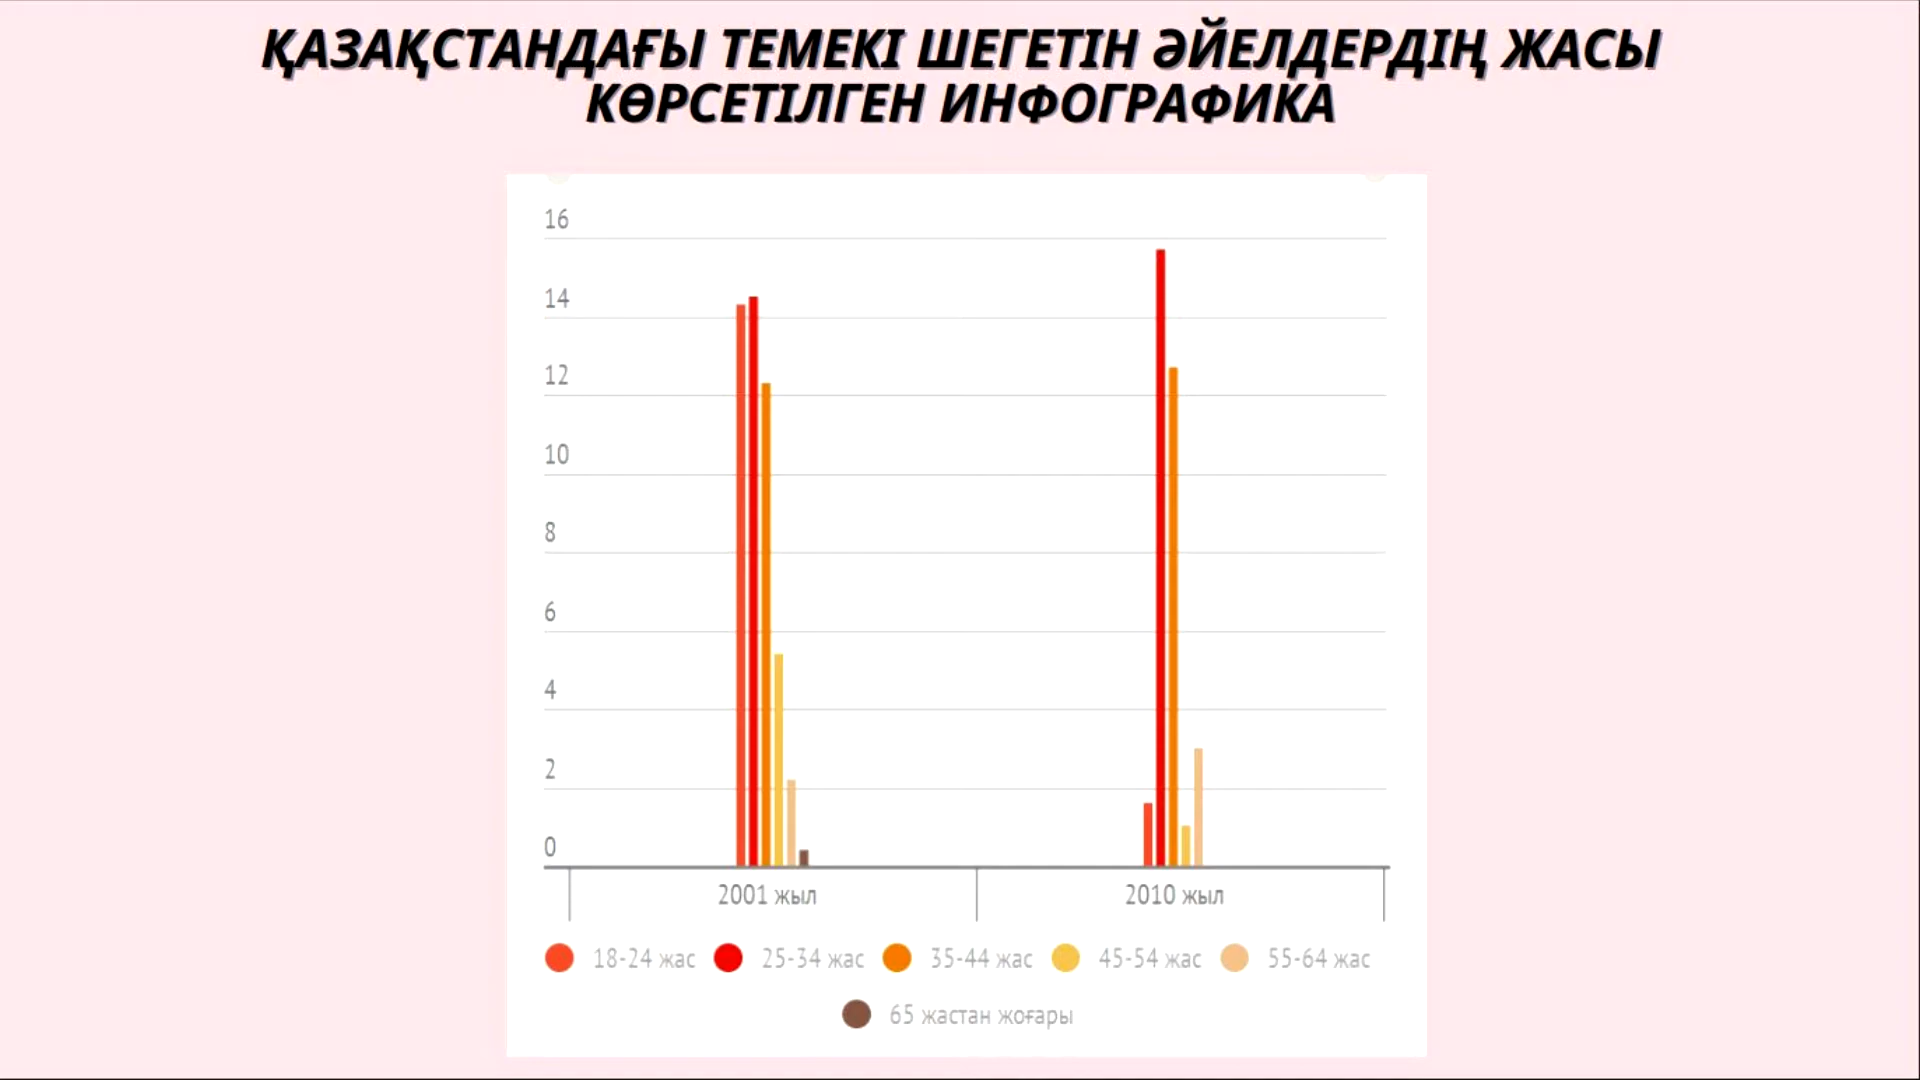 ҚАЗАҚСТАНДАҒЫ ТЕМЕКІ ШЕГЕТІН ӘЙЕЛДЕРДІҢ ЖАСЫ
КӨРСЕТІЛГЕН ИНФОГРАФИКА
16
14
12
10
8
6
4
2
0
2001 жыл 2010 жыл
18-24 жас 25-34 жас 35-44 жас 45-54 жас 55-64 жас
65 жастан жоғары